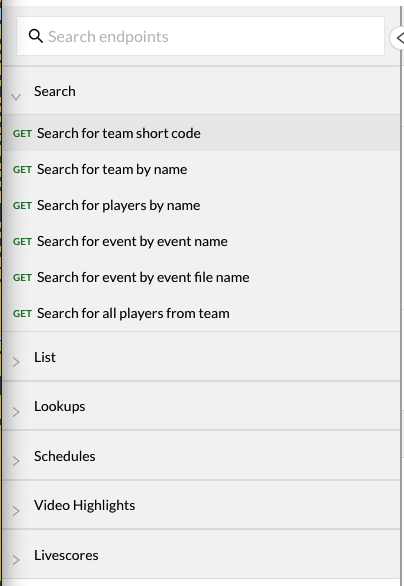 Search endpoints
Search
GET Search for team short code
GET Search for team by name
GET Search for players by name
GET Search for event by event name
GET Search for event by event file name
GET Search for all players from team
List
Lookups
Schedules
Video Highlights
Livescores